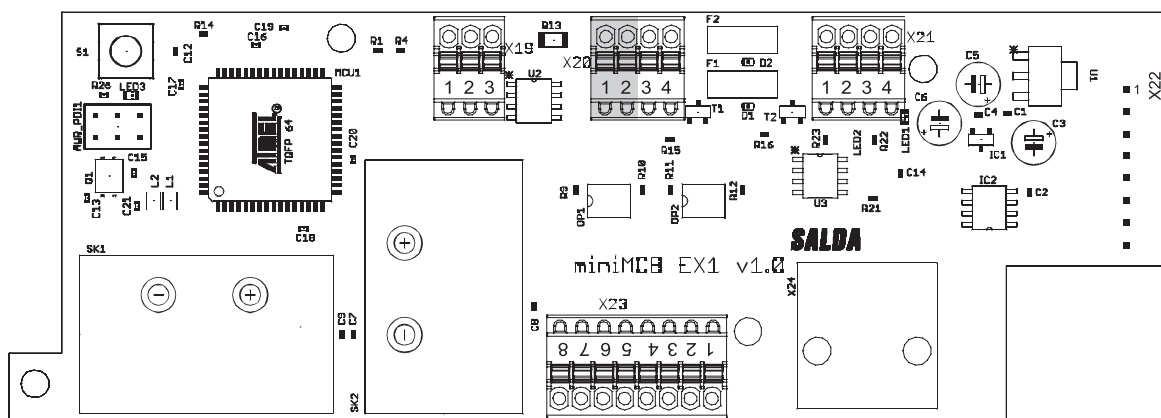 S1
R14
C19
C16
C12
R1
R4
X19
R13
X20
F2
X21
C5
U1
X22
R26
LED3
C17
MCU1
U2
F1
D2
C6
1
1 2 3
1 2 3 4
1 2 3 4
AWR_PDI1
ATMEL®
TQFP 64
C20
T1
D1
T2
C4
C1
C3
C15
R15
R16
R23
LED2
R22
LED1
IC1
Q1
L2
L1
C13
C21
R9
OP1
R10
R11
OP2
R12
U3
R21
C14
IC2
C2
C18
SALDA
SK1
miniMCB EX1 v1.0
X24
X23
C9
C7
C8
8 7 6 5 4 3 2 1
SK2